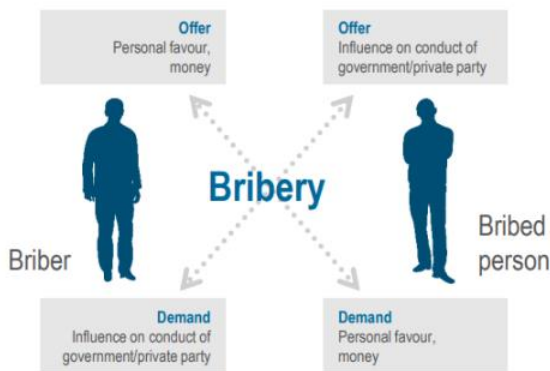 Offer
Personal favour,
money
Offer
Influence on conduct of
government/private party
Bribery
Briber
Bribed
person
Demand
Influence on conduct of
government/private party
Demand
Personal favour,
money